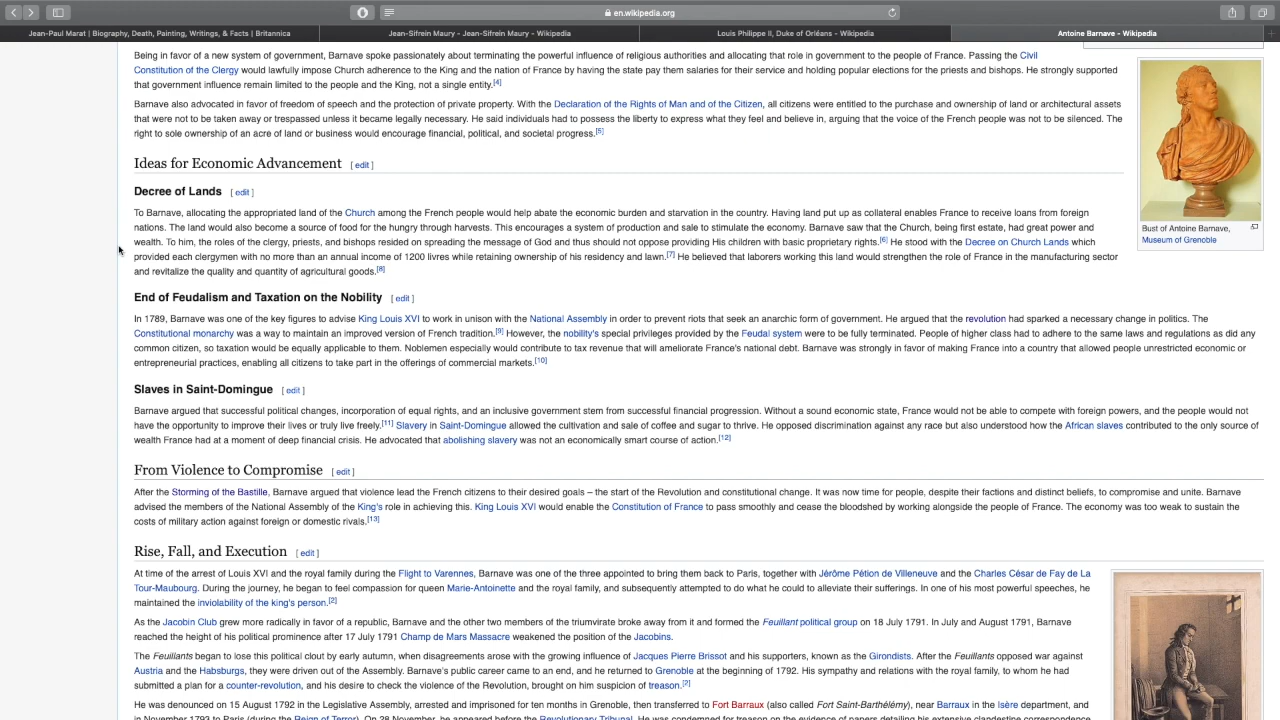 en.wikipedia.org
Jean-Paul Marat | Biography, Death, Painting, Writings, & Facts | Britannica
Jean-Sifrein Maury - Jean-Sifrein Maury - Wikipedia
Louis Philippe II, Duke of Orléans - Wikipedia
Antoine Barnave - Wikipedia
Being in favor of a new system of government, Barnave spoke passionately about terminating the powerful influence of religious authorities and allocating that role in government to the people of France. Passing the Civil
Constitution of the Clergy would lawfully impose Church adherence to the King and the nation of France by having the state pay them salaries for their service and holding popular elections for the priests and bishops. He strongly supported
that government influence remain limited to the people and the King, not a single entity.[4]
Barnave also advocated in favor of freedom of speech and the protection of private property. With the Declaration of the Rights of Man and of the Citizen, all citizens were entitled to the purchase and ownership of land or architectural assets
that were not to be taken away or trespassed unless it became legally necessary. He said individuals had to possess the liberty to express what they feel and believe in, arguing that the voice of the French people was not to be silenced. The
right to sole ownership of an acre of land or business would encourage financial, political, and societal progress.[5]
Ideas for Economic Advancement [ edit ]
Decree of Lands [ edit ]
To Barnave, allocating the appropriated land of the Church among the French people would help abate the economic burden and starvation in the country. Having land put up as collateral enables France to receive loans from foreign
nations. The land would also become a source of food for the hungry through harvests. This encourages a system of production and sale to stimulate the economy. Barnave saw that the Church, being first estate, had great power and
wealth. To him, the roles of the clergy, priests, and bishops resided on spreading the message of God and thus should not oppose providing His children with basic proprietary rights.[6] He stood with the Decree on Church Lands which
provided each clergymen with no more than an annual income of 1200 livres while retaining ownership of his residency and lawn.[7] He believed that laborers working this land would strengthen the role of France in the manufacturing sector
and revitalize the quality and quantity of agricultural goods.[8]
Bust of Antoine Barnave,
Museum of Grenoble
End of Feudalism and Taxation on the Nobility [ edit ]
In 1789, Barnave was one of the key figures to advise King Louis XVI to work in unison with the National Assembly in order to prevent riots that seek an anarchic form of government. He argued that the revolution had sparked a necessary change in politics. The
Constitutional monarchy was a way to maintain an improved version of French tradition.[9] However, the nobility's special privileges provided by the Feudal system were to be fully terminated. People of higher class had to adhere to the same laws and regulations as did any
common citizen, so taxation would be equally applicable to them. Noblemen especially would contribute to tax revenue that will ameliorate France's national debt. Barnave was strongly in favor of making France into a country that allowed people unrestricted economic or
entrepreneurial practices, enabling all citizens to take part in the offerings of commercial markets.[10]
Slaves in Saint-Domingue [ edit ]
Barnave argued that successful political changes, incorporation of equal rights, and an inclusive government stem from successful financial progression. Without a sound economic state, France would not be able to compete with foreign powers, and the people would not
have the opportunity to improve their lives or truly live freely.[11] Slavery in Saint-Domingue allowed the cultivation and sale of coffee and sugar to thrive. He opposed discrimination against any race but also understood how the African slaves contributed to the only source of
wealth France had at a moment of deep financial crisis. He advocated that abolishing slavery was not an economically smart course of action.[12]
From Violence to Compromise [ edit ]
After the Storming of the Bastille, Barnave argued that violence lead the French citizens to their desired goals – the start of the Revolution and constitutional change. It was now time for people, despite their factions and distinct beliefs, to compromise and unite. Barnave
advised the members of the National Assembly of the King's role in achieving this. King Louis XVI would enable the Constitution of France to pass smoothly and cease the bloodshed by working alongside the people of France. The economy was too weak to sustain the
costs of military action against foreign or domestic rivals.[13]
Rise, Fall, and Execution [ edit ]
At time of the arrest of Louis XVI and the royal family during the Flight to Varennes, Barnave was one of the three appointed to bring them back to Paris, together with Jérôme Pétion de Villeneuve and the Charles César de Fay de La
Tour-Maubourg. During the journey, he began to feel compassion for queen Marie-Antoinette and the royal family, and subsequently attempted to do what he could to alleviate their sufferings. In one of his most powerful speeches, he
maintained the inviolability of the king's person.[2]
As the Jacobin Club grew more radically in favor of a republic, Barnave and the other two members of the triumvirate broke away from it and formed the Feuillant political group on 18 July 1791. In July and August 1791, Barnave
reached the height of his political prominence after 17 July 1791 Champ de Mars Massacre weakened the position of the Jacobins.
The Feuillants began to lose this political clout by early autumn, when disagreements arose with the growing influence of Jacques Pierre Brissot and his supporters, known as the Girondists. After the Feuillants opposed war against
Austria and the Habsburgs, they were driven out of the Assembly. Barnave's public career came to an end, and he returned to Grenoble at the beginning of 1792. His sympathy and relations with the royal family, to whom he had
submitted a plan for a counter-revolution, and his desire to check the violence of the Revolution, brought on him suspicion of treason.[2]
He was denounced on 15 August 1792 in the Legislative Assembly, arrested and imprisoned for ten months in Grenoble, then transferred to Fort Barraux (also called Fort Saint-Barthélémy), near Barraux in the Isère department, and
in November 1793 to Paris (during the Reign of Terror). On 28 November, he appeared before the Revolutionary Tribunal. He was condemned for treason on the evidence of papers detailing his extensive clandestine correspondence